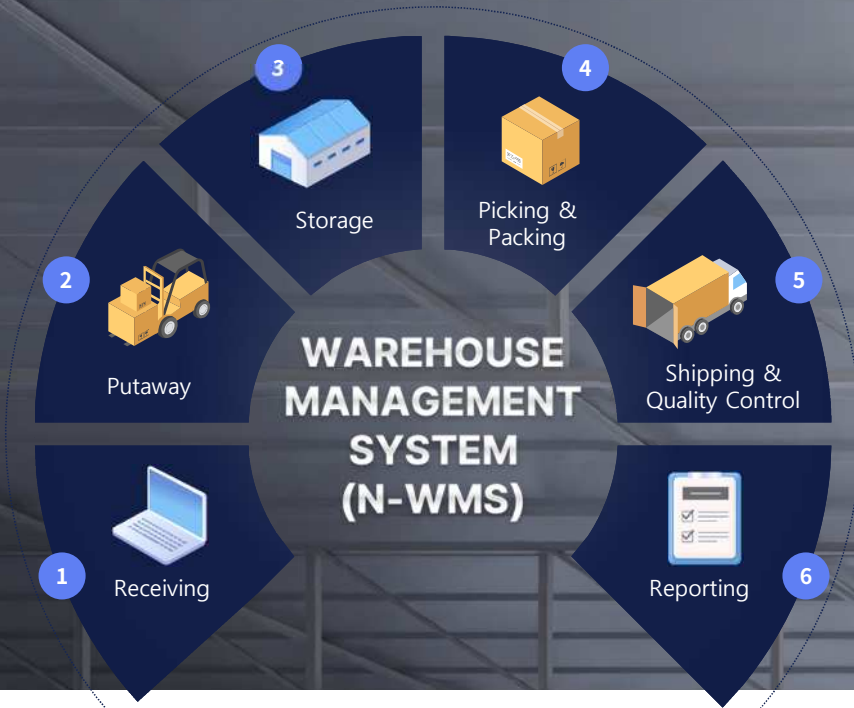 WAREHOUSE
MANAGEMENT
SYSTEM
(N-WMS)
1
Receiving
2
Putaway
3
Storage
4
Picking &
Packing
5
Shipping &
Quality Control
6
Reporting